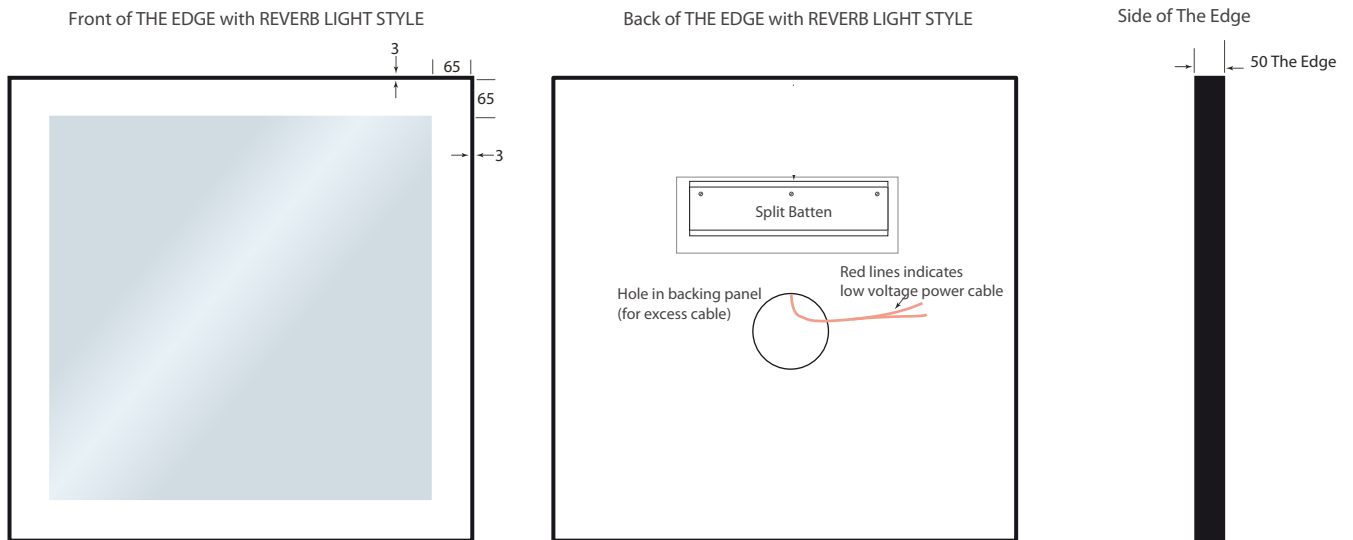 Front of THE EDGE with REVERB LIGHT STYLE
3
65
65
3
Back of THE EDGE with REVERB LIGHT STYLE
Split Batten
Hole in backing panel
(for excess cable)
Red lines indicates
low voltage power cable
Side of The Edge
50 The Edge